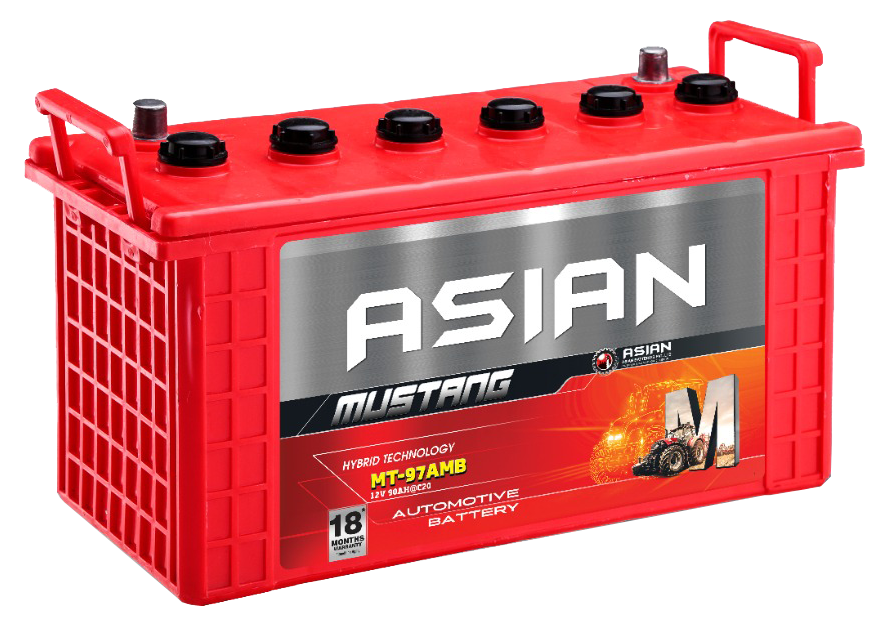 ASIAN
ASIAN
MUSTANG
M
HYBRID TECHNOLOGY
MT-97AMB
12V 90AH@C20
AUTOMOTIVE
BATTERY
18*
MONTHS
WARRANTY